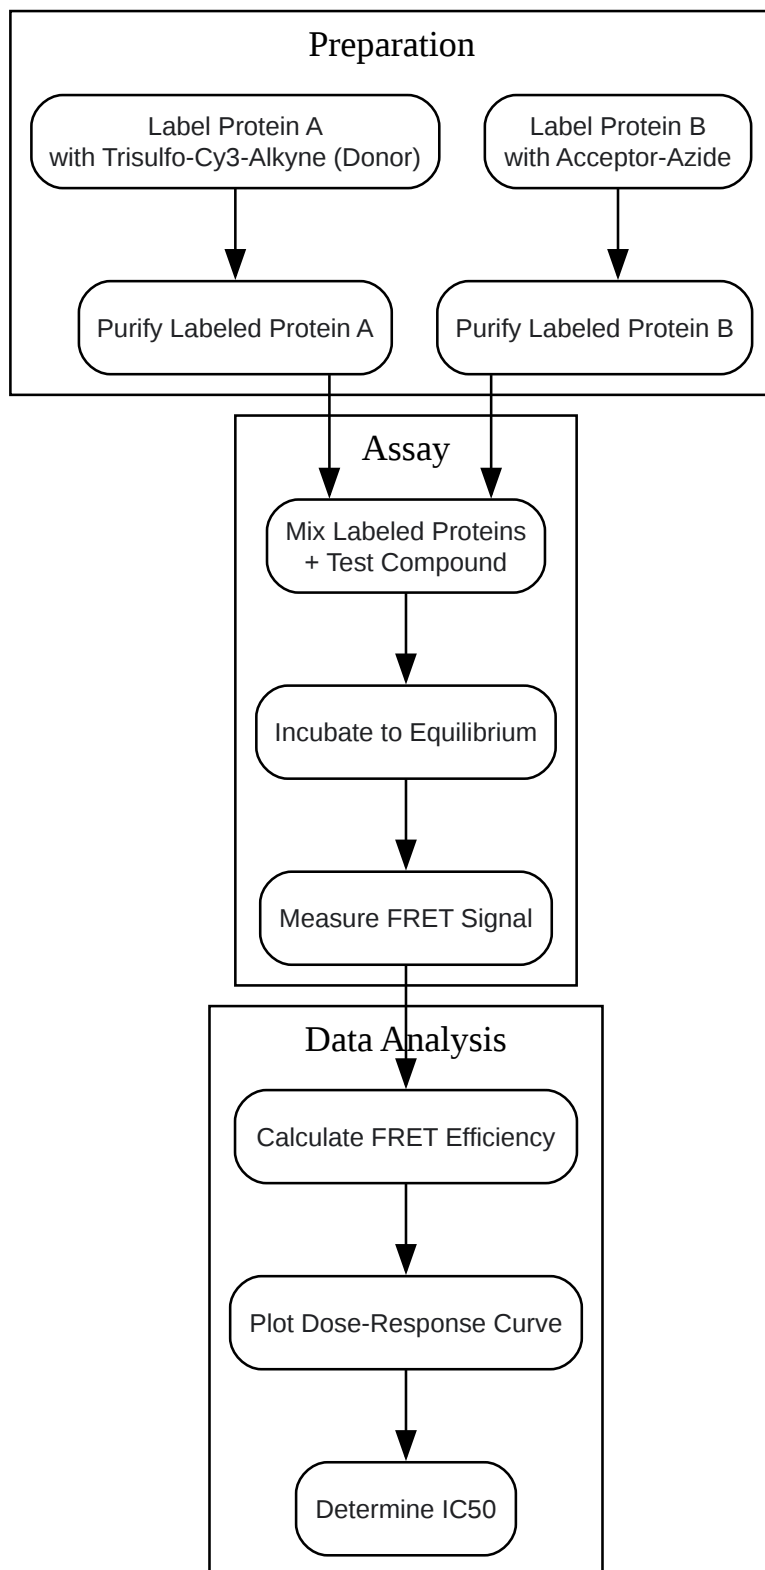 Preparation
Label Protein A
with Trisulfo-Cy3-Alkyne (Donor)
Label Protein B
with Acceptor-Azide
Purify Labeled Protein A
Purify Labeled Protein B
Assay
Mix Labeled Proteins
+ Test Compound
Incubate to Equilibrium
Measure FRET Signal
Data Analysis
Calculate FRET Efficiency
Plot Dose-Response Curve
Determine IC50